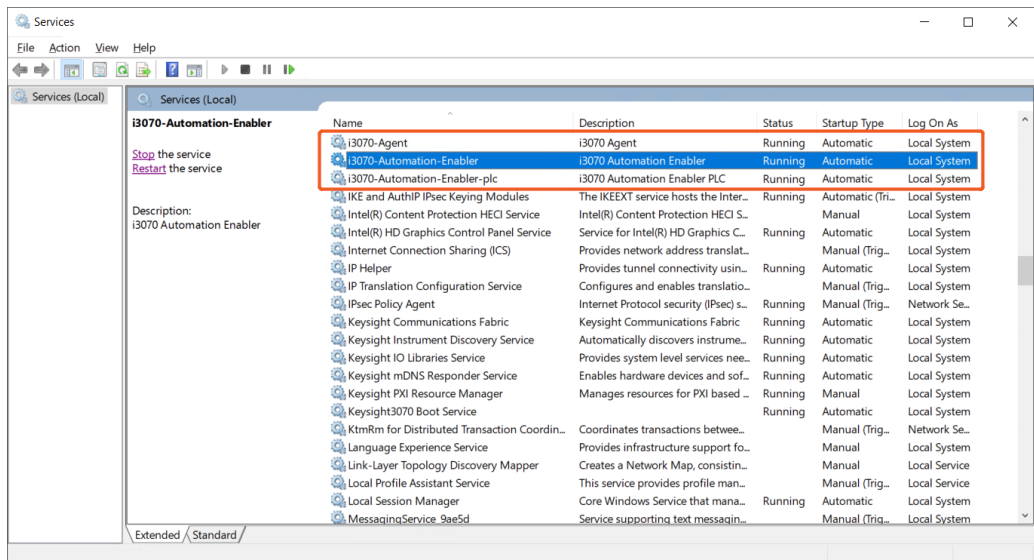 Services
File Action View Help
Services (Local)
Services (Local)
i3070-Automation-Enabler
Stop the service
Restart the service
Description:
i3070 Automation Enabler
Name Description Status Startup Type Log On As
i3070-Agent i3070 Agent Running Automatic Local System
i3070-Automation-Enabler i3070 Automation Enabler Running Automatic Local System
i3070-Automation-Enabler-plc i3070 Automation Enabler PLC Running Automatic Local System
IKE and AuthIP IPsec Keying Modules The IKEEXT service hosts the Inter... Running Automatic (Tri... Local System
Intel(R) Content Protection HECI Service Intel(R) Content Protection HECI S... Manual Local System
Intel(R) HD Graphics Control Panel Service Service for Intel(R) HD Graphics C... Running Automatic Local System
Internet Connection Sharing (ICS) Provides network address translat... Manual (Trig... Local System
IP Helper Provides tunnel connectivity usin... Running Automatic Local System
IP Translation Configuration Service Configures and enables translatio... Manual (Trig... Local System
IPsec Policy Agent Internet Protocol security (IPsec) s... Running Manual (Trig... Network Se...
Keysight Communications Fabric Keysight Communications Fabric Running Automatic Local System
Keysight Instrument Discovery Service Automatically discovers instrume... Running Automatic Local System
Keysight IO Libraries Service Provides system level services nee... Running Automatic Local System
Keysight mDNS Responder Service Enables hardware devices and sof... Running Automatic Local System
Keysight PXI Resource Manager Manages resources for PXI based ... Running Manual Local System
Keysight3070 Boot Service Running Automatic Local System
KtmRm for Distributed Transaction Coordin... Coordinates transactions betwee... Manual (Trig... Network Se...
Language Experience Service Provides infrastructure support fo... Manual Local System
Link-Layer Topology Discovery Mapper Creates a Network Map, consistin... Manual Local Service
Local Profile Assistant Service This service provides profile man... Manual (Trig... Local Service
Local Session Manager Core Windows Service that mana... Running Automatic Local System
MessagingService_9ae5d Service supporting text messagin... Manual (Trig... Local System
Extended Standard